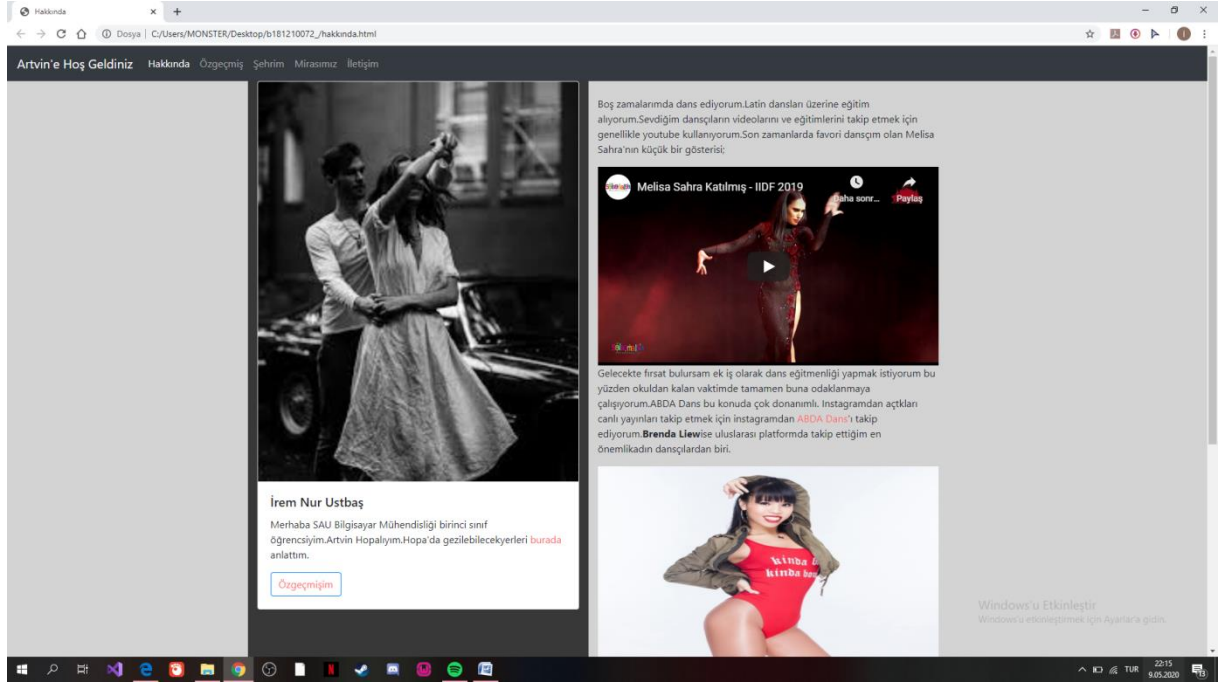 Hakkında
Dosya | C:/Users/MONSTER/Desktop/b181210072_/hakkında.html
Artvin'e Hoş Geldiniz Hakkında Özgeçmiş Şehrim Mirasımız İletişim
Boş zamalarımda dans ediyorum.Latin dansları üzerine eğitim
alıyorum.Sevdiğim dansçıların videolarını ve eğitimlerini takip etmek için
genellikle youtube kullanıyorum.Son zamanlarda favori dansçım olan Melisa
Sahra'nın küçük bir gösterisi;
Melisa Sahra Katılmış - IIDF 2019
Daha sonr...
Paylaş
Gelecekte fırsat bulursam ek iş olarak dans eğitmenliği yapmak istiyorum bu
yüzden okuldan kalan vaktimde tamamen buna odaklanmaya
çalışıyorum.ABDA Dans bu konuda çok donanımlı. Instagramdan açtkları
canlı yayınları takip etmek için instagramdan ABDA Dans'ı takip
ediyorum.Brenda Liewise uluslarası platformda takip ettiğim en
önemlikadın dansçılardan biri.
kinda
kinda
İrem Nur Ustbaş
Merhaba SAU Bilgisayar Mühendisliği birinci sınıf
öğrencsiyim.Artvin Hopalıyım.Hopa'da gezilebilecekyerleri burada
anlattım.
Özgeçmişim
Windows'u Etkinleştir
Windows'u etkinleştirmek için Ayarlar'a gidin.
TUR
22:15
9.05.2020